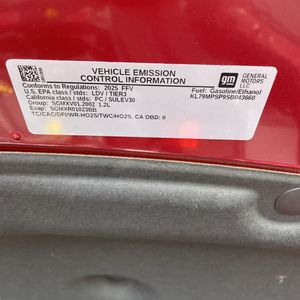 VEHICLE EMISSION
CONTROL INFORMATION
gm
GENERAL
MOTORS
LLC
Conforms to Regulations: 2025 FFV
Fuel: Gasoline/Ethanol
U.S. EPA class / stds: LDV / TIER3
KL79MPSP9SB043660
California class / stds: PC / SULEV30
Group: SGMXV01.2002 1.2L
Evap: SGMXR01023BB
TC/CAC/DFI/WR-HO2S/TWC/HO2S, CA OBD: II